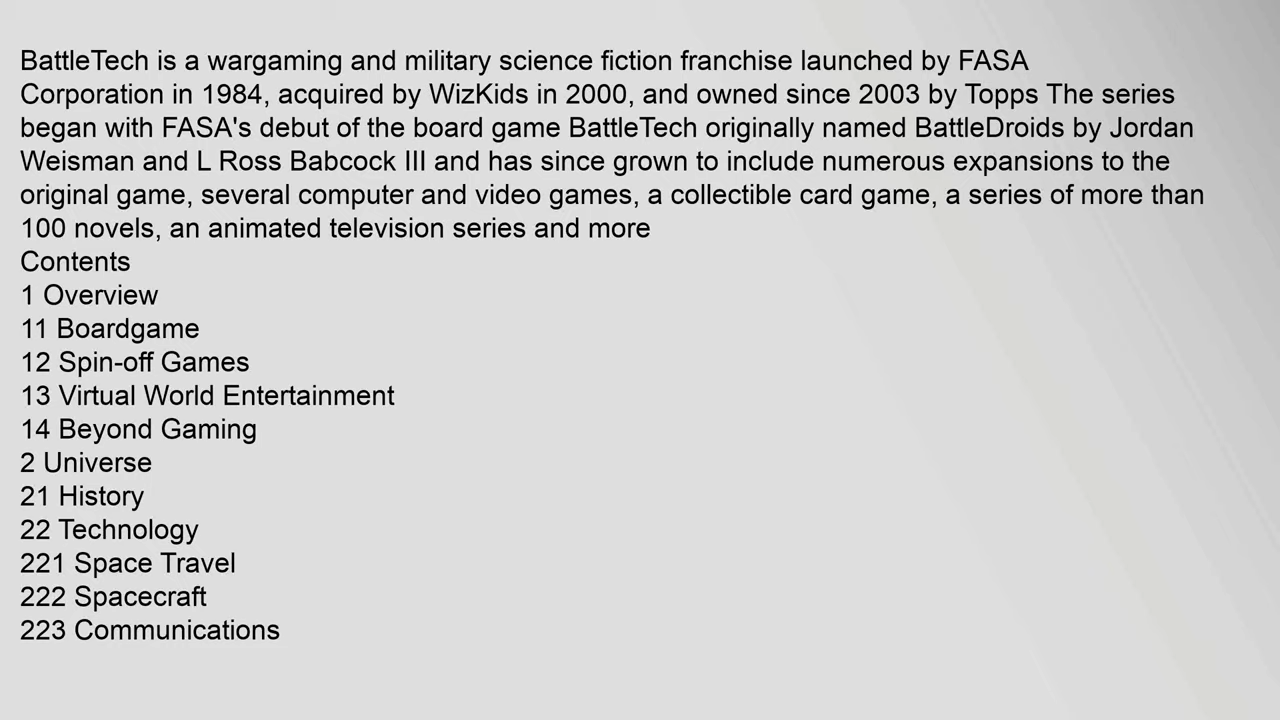 BattleTech is a wargaming and military science fiction franchise launched by FASA
Corporation in 1984, acquired by WizKids in 2000, and owned since 2003 by Topps The series
began with FASA's debut of the board game BattleTech originally named BattleDroids by Jordan
Weisman and L Ross Babcock III and has since grown to include numerous expansions to the
original game, several computer and video games, a collectible card game, a series of more than
100 novels, an animated television series and more
Contents
1 Overview
11 Boardgame
12 Spin-off Games
13 Virtual World Entertainment
14 Beyond Gaming
2 Universe
21 History
22 Technology
221 Space Travel
222 Spacecraft
223 Communications